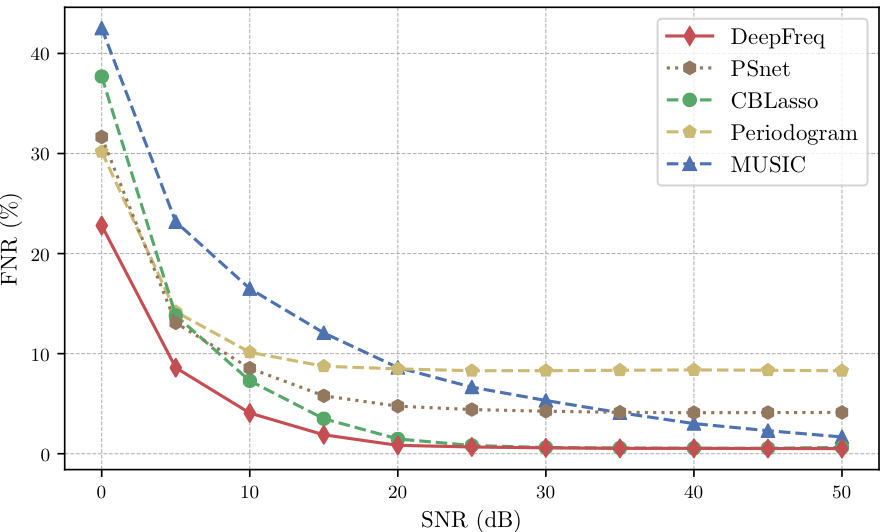 FNR (%)
40
30
20
10
0
0
10
20
30
40
50
SNR (dB)
DeepFreq
PSnet
CBLasso
Periodogram
MUSIC